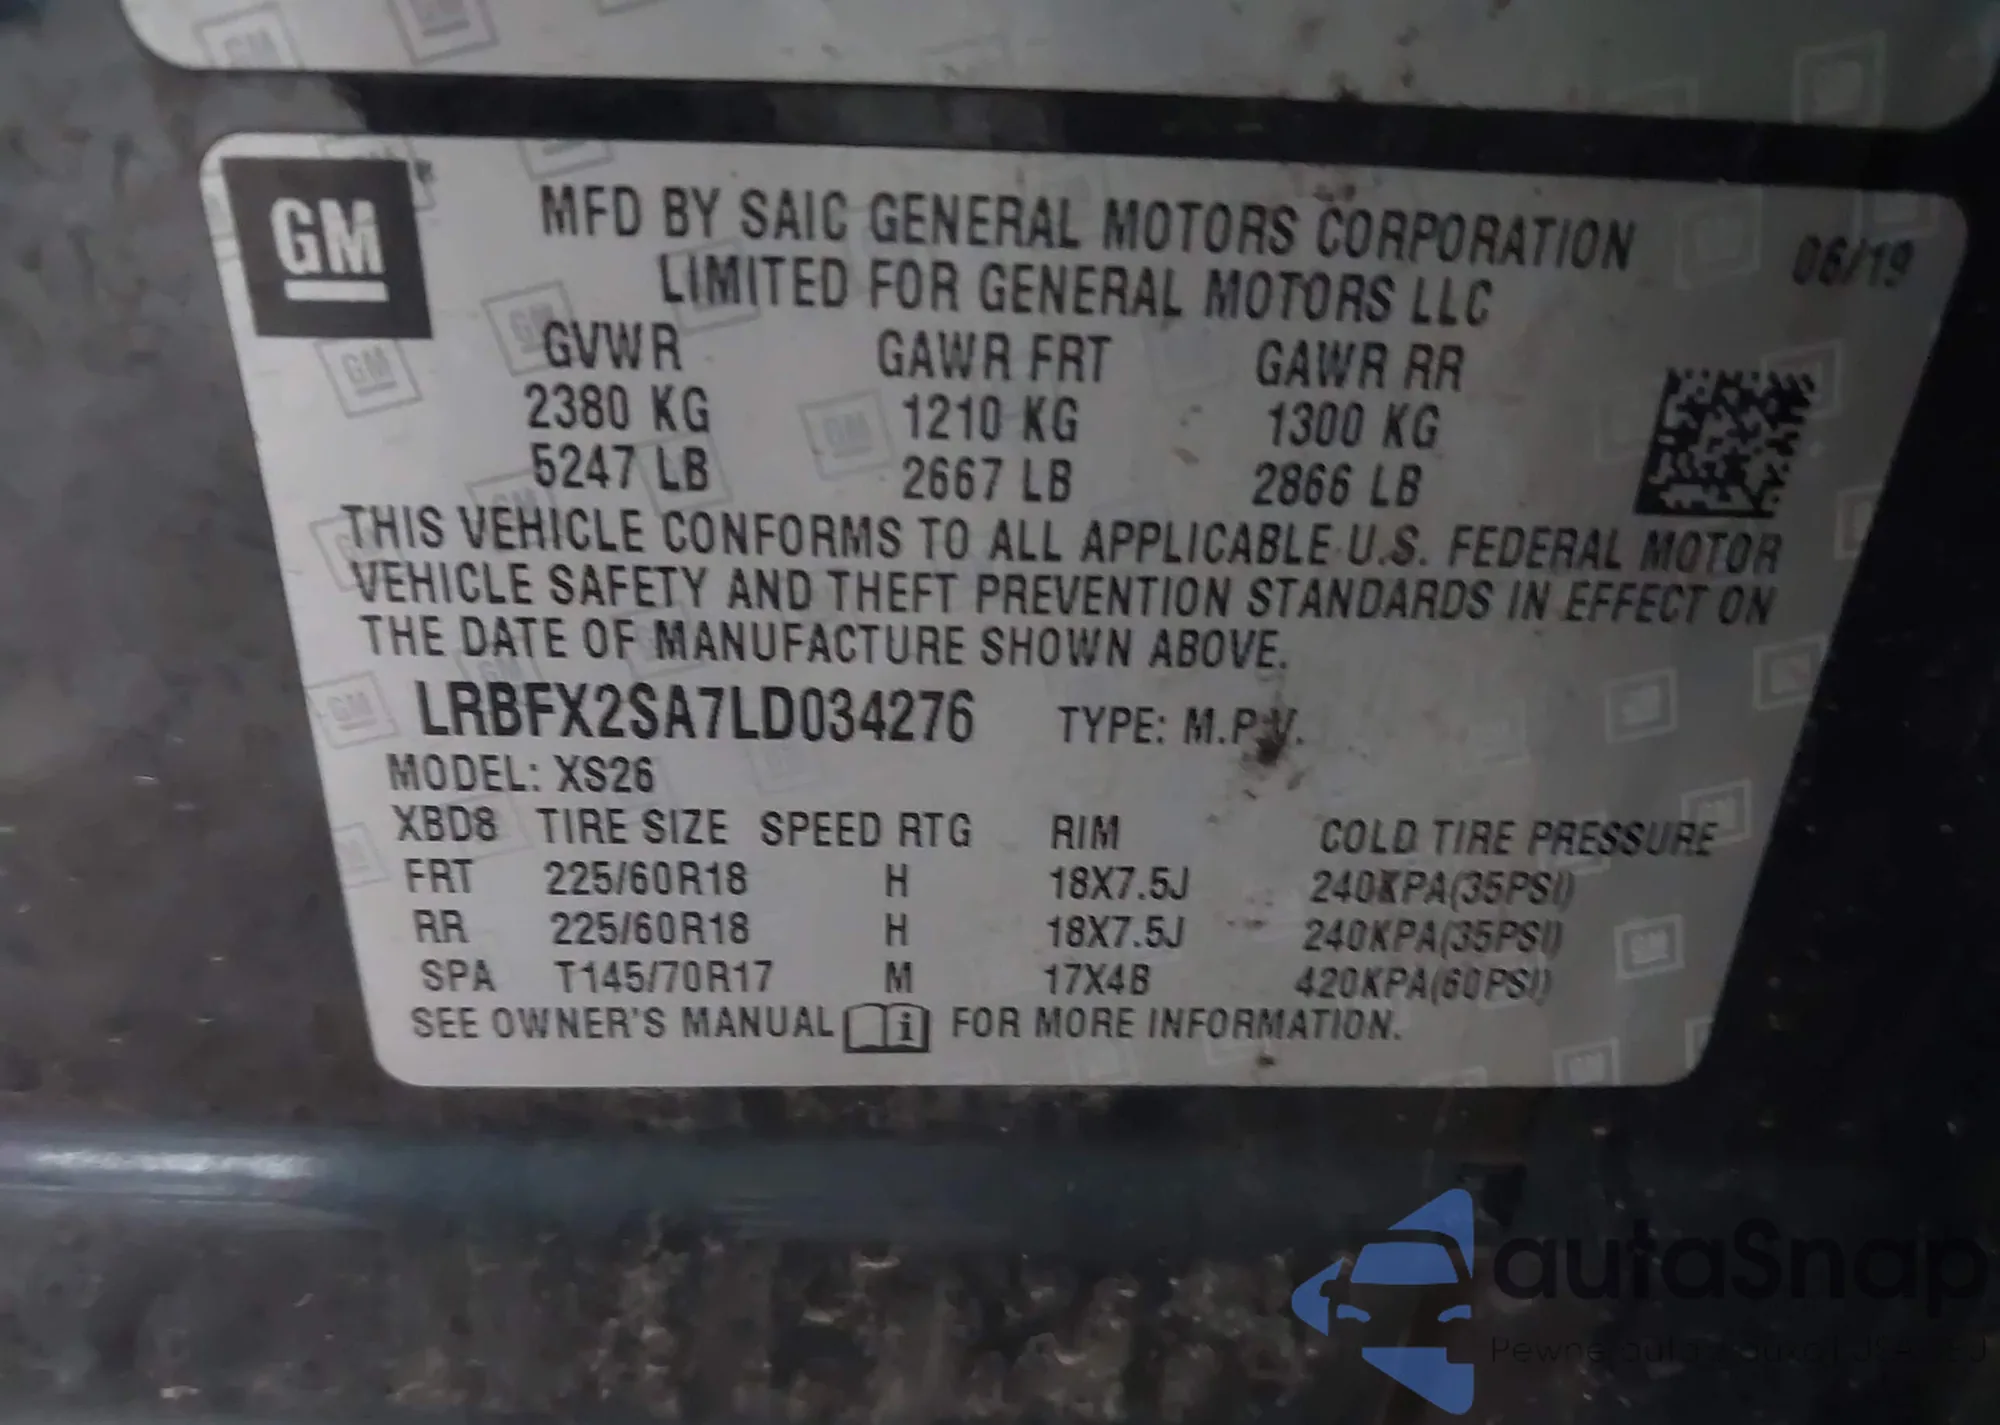 GM
MFD BY SAIC GENERAL MOTORS CORPORATION
LIMITED FOR GENERAL MOTORS LLC
06/19
GVWR GAWR FRT GAWR RR
2380 KG 1210 KG 1300 KG
5247 LB 2667 LB 2866 LB
THIS VEHICLE CONFORMS TO ALL APPLICABLE U.S. FEDERAL MOTOR
VEHICLE SAFETY AND THEFT PREVENTION STANDARDS IN EFFECT ON
THE DATE OF MANUFACTURE SHOWN ABOVE.
LRBFX2SA7LD034276 TYPE: M.P.V.
MODEL: XS26
XBD8 TIRE SIZE SPEED RTG RIM COLD TIRE PRESSURE
FRT 225/60R18 H 18X7.5J 240KPA(35PSI)
RR 225/60R18 H 18X7.5J 240KPA(35PSI)
SPA T145/70R17 M 17X4B 420KPA(60PSI)
SEE OWNER'S MANUAL i FOR MORE INFORMATION.
autaSnap
Pewne